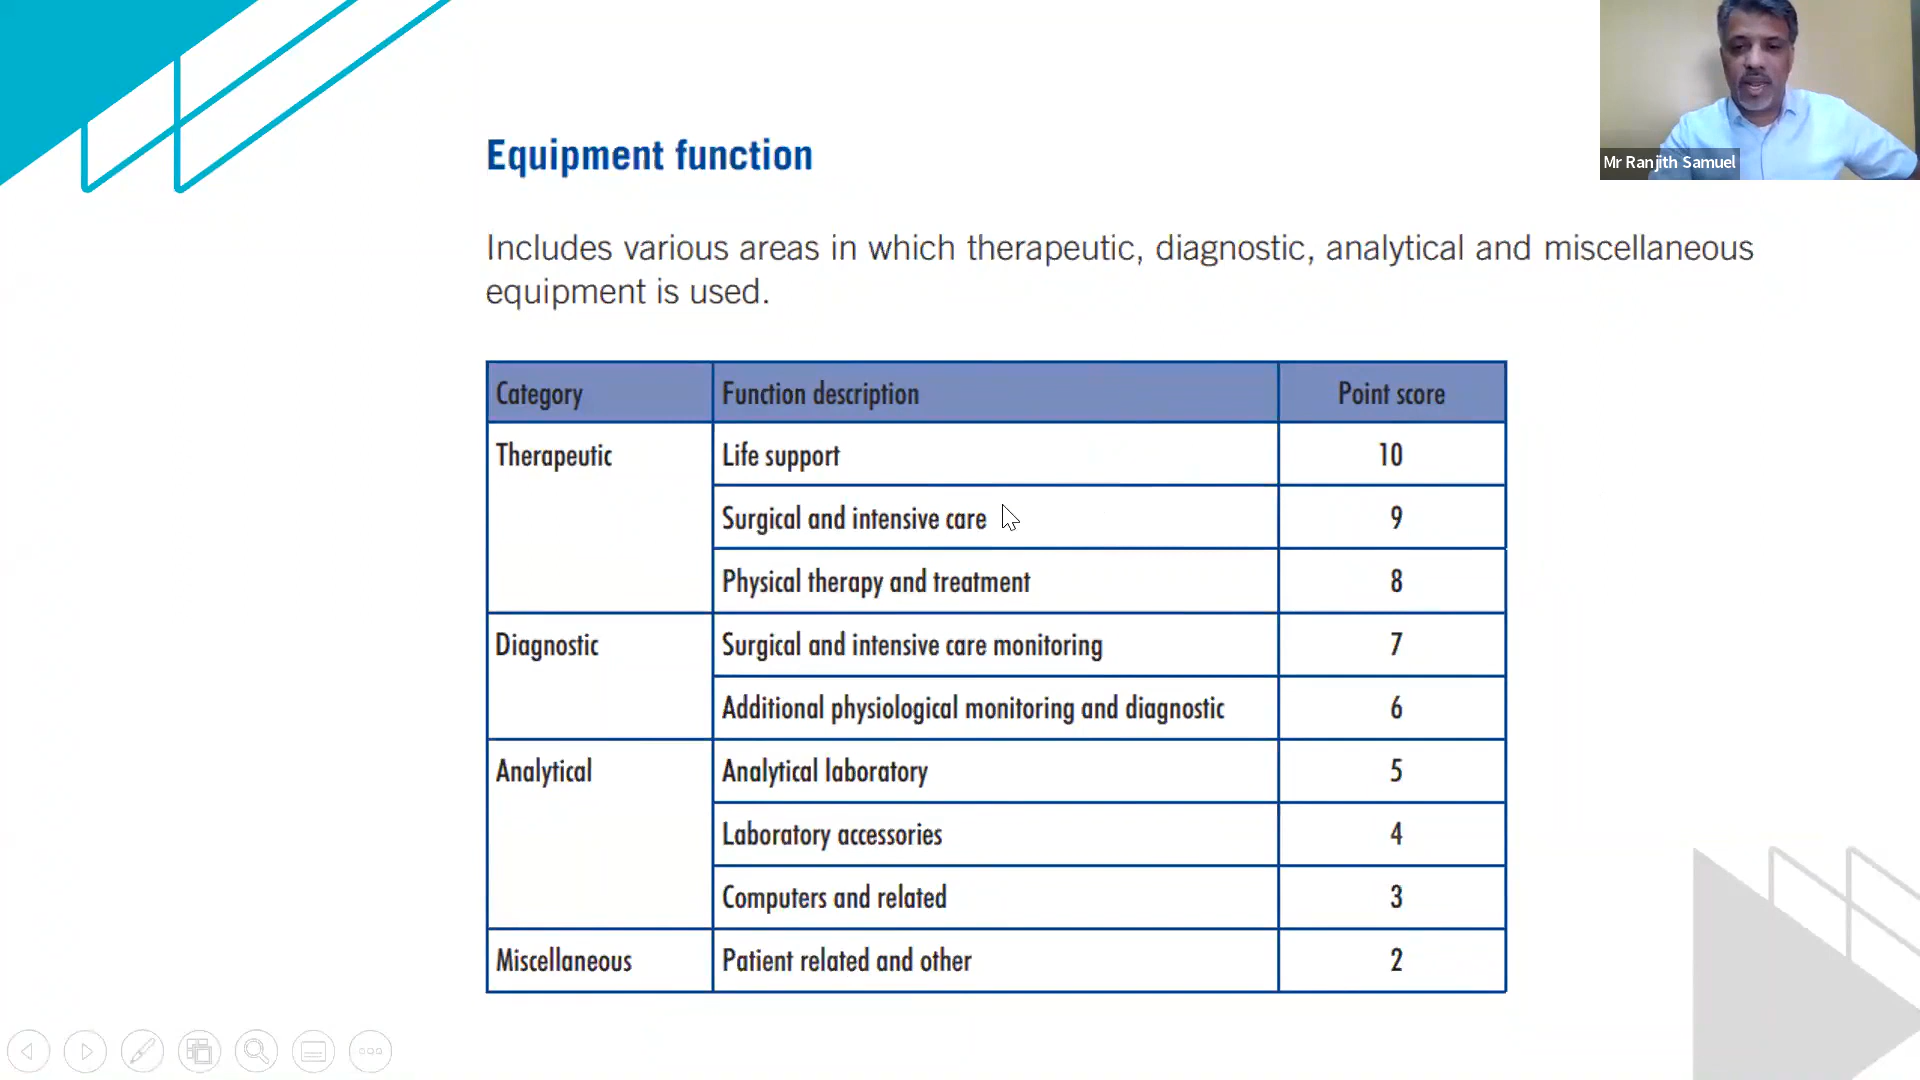 Mr Ranjith Samuel
Equipment function
Includes various areas in which therapeutic, diagnostic, analytical and miscellaneous
equipment is used.
Category Function description Point score
Therapeutic Life support 10
Surgical and intensive care 9
Physical therapy and treatment 8
Diagnostic Surgical and intensive care monitoring 7
Additional physiological monitoring and diagnostic 6
Analytical Analytical laboratory 5
Laboratory accessories 4
Computers and related 3
Miscellaneous Patient related and other 2